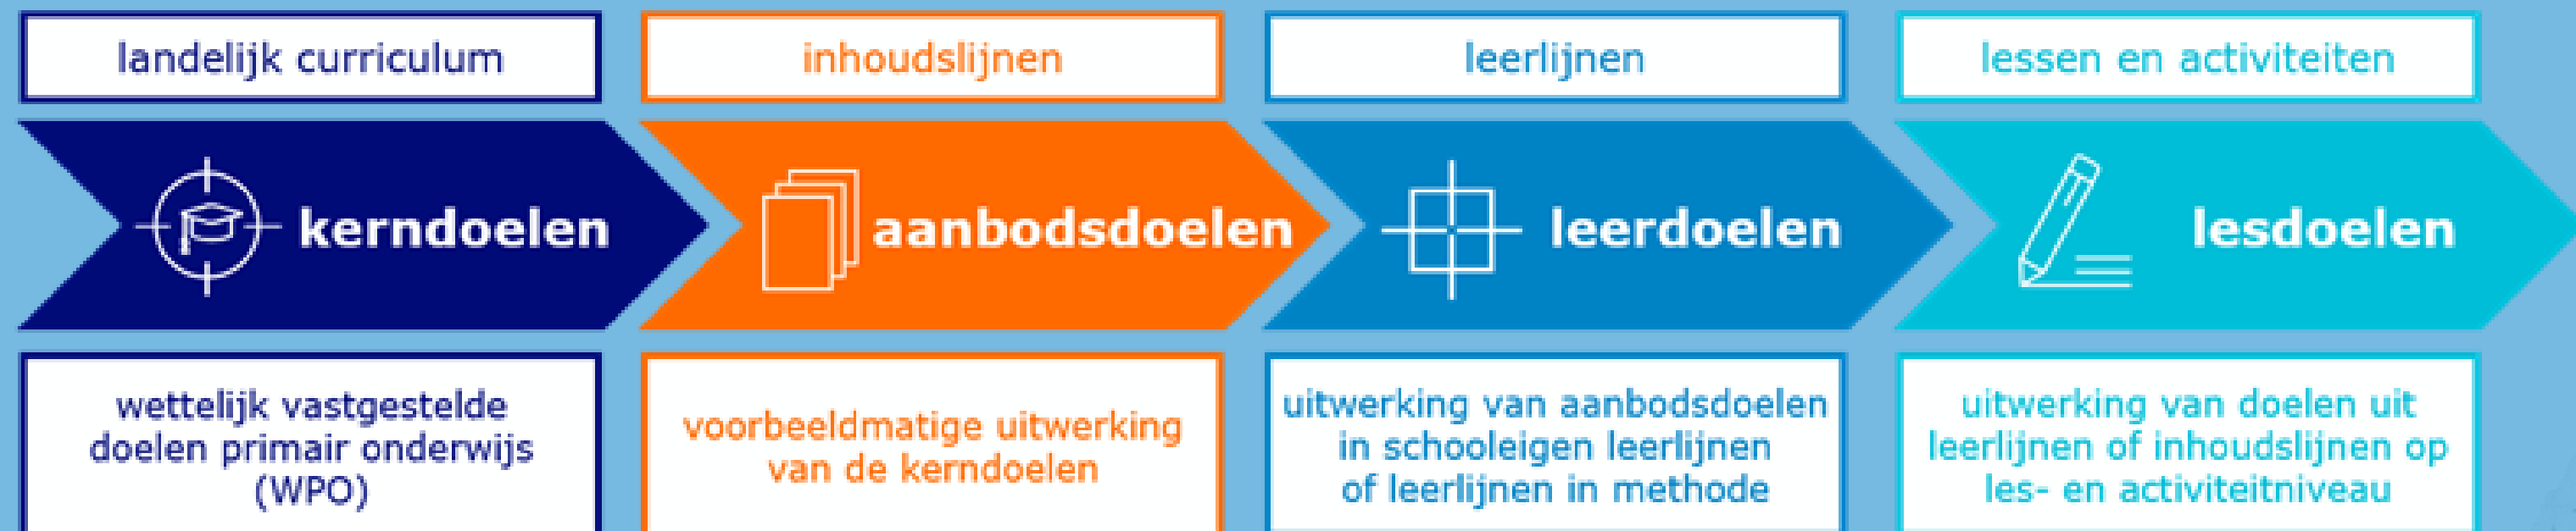 landelijk curriculum
inhoudslijnen
leerlijnen
lessen en activiteiten
kerndoelen
aanbodsdoelen
leerdoelen
lesdoelen
wettelijk vastgestelde
doelen primair onderwijs
(WPO)
voorbeeldmatige uitwerking
van de kerndoelen
uitwerking van aanbodsdoelen
in schooleigen leerlijnen
of leerlijnen in methode
uitwerking van doelen uit
leerlijnen of inhoudslijnen op
les- en activiteitniveau